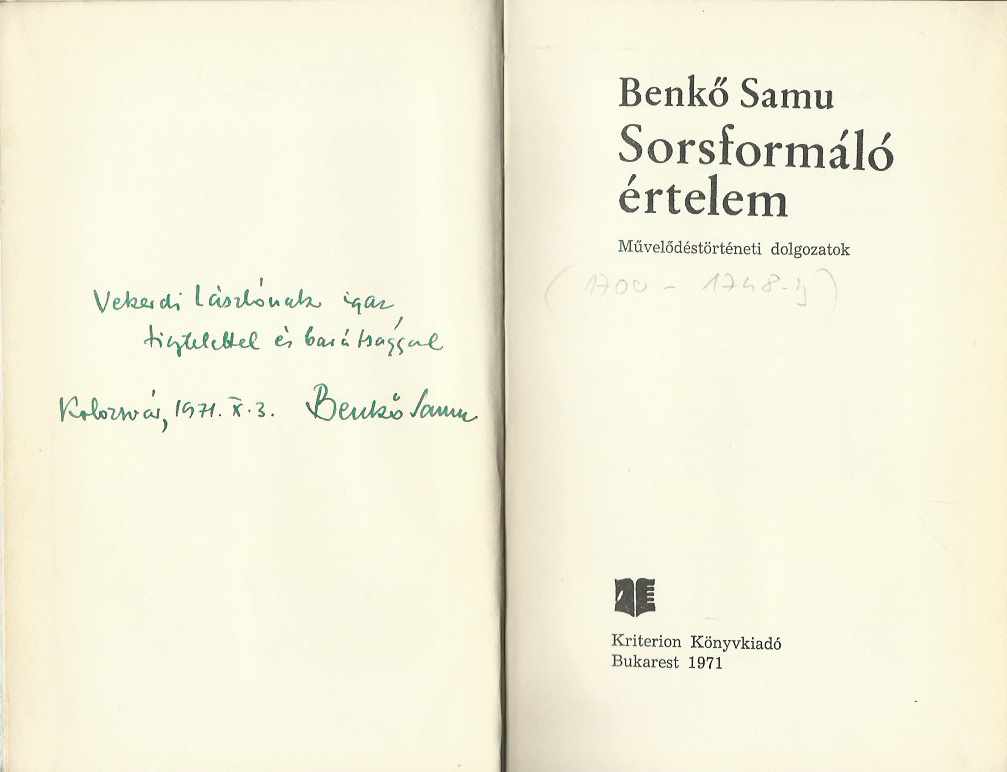 Vekerdi Lászlónak igaz
tisztelettel és barátsággal
Kolozsvár, 1971. X. 3. Benkő Samu
Benkő Samu
Sorsformáló
értelem
Művelődéstörténeti dolgozatok
(1700 - 1748-ig)
Kriterion Könyvkiadó
Bukarest 1971